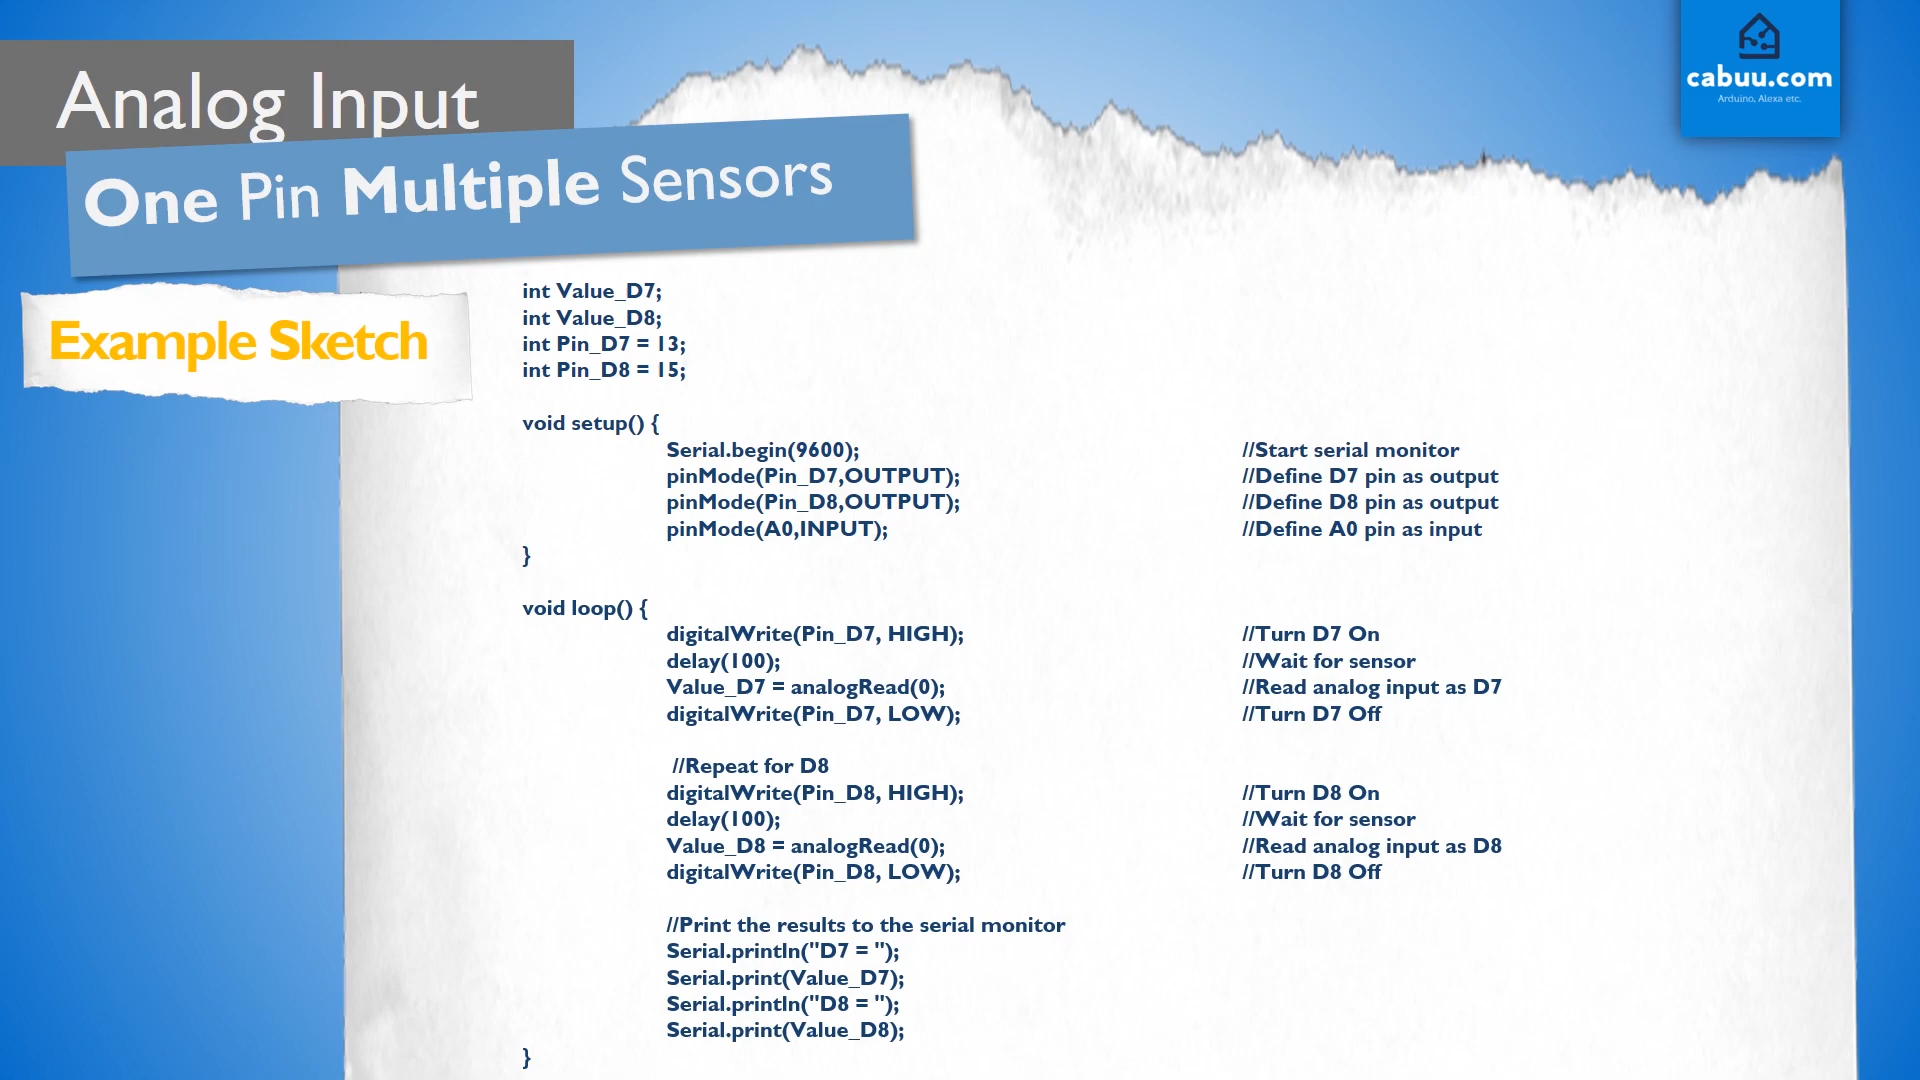 Analog Input
One Pin Multiple Sensors
cabuu.com
Arduino, Alexa etc.
Example Sketch
int Value_D7;
int Value_D8;
int Pin_D7 = 13;
int Pin_D8 = 15;
void setup() {
Serial.begin(9600); //Start serial monitor
pinMode(Pin_D7,OUTPUT); //Define D7 pin as output
pinMode(Pin_D8,OUTPUT); //Define D8 pin as output
pinMode(A0,INPUT); //Define A0 pin as input
}
void loop() {
digitalWrite(Pin_D7, HIGH); //Turn D7 On
delay(100); //Wait for sensor
Value_D7 = analogRead(0); //Read analog input as D7
digitalWrite(Pin_D7, LOW); //Turn D7 Off
//Repeat for D8
digitalWrite(Pin_D8, HIGH); //Turn D8 On
delay(100); //Wait for sensor
Value_D8 = analogRead(0); //Read analog input as D8
digitalWrite(Pin_D8, LOW); //Turn D8 Off
//Print the results to the serial monitor
Serial.println("D7 = ");
Serial.print(Value_D7);
Serial.println("D8 = ");
Serial.print(Value_D8);
}